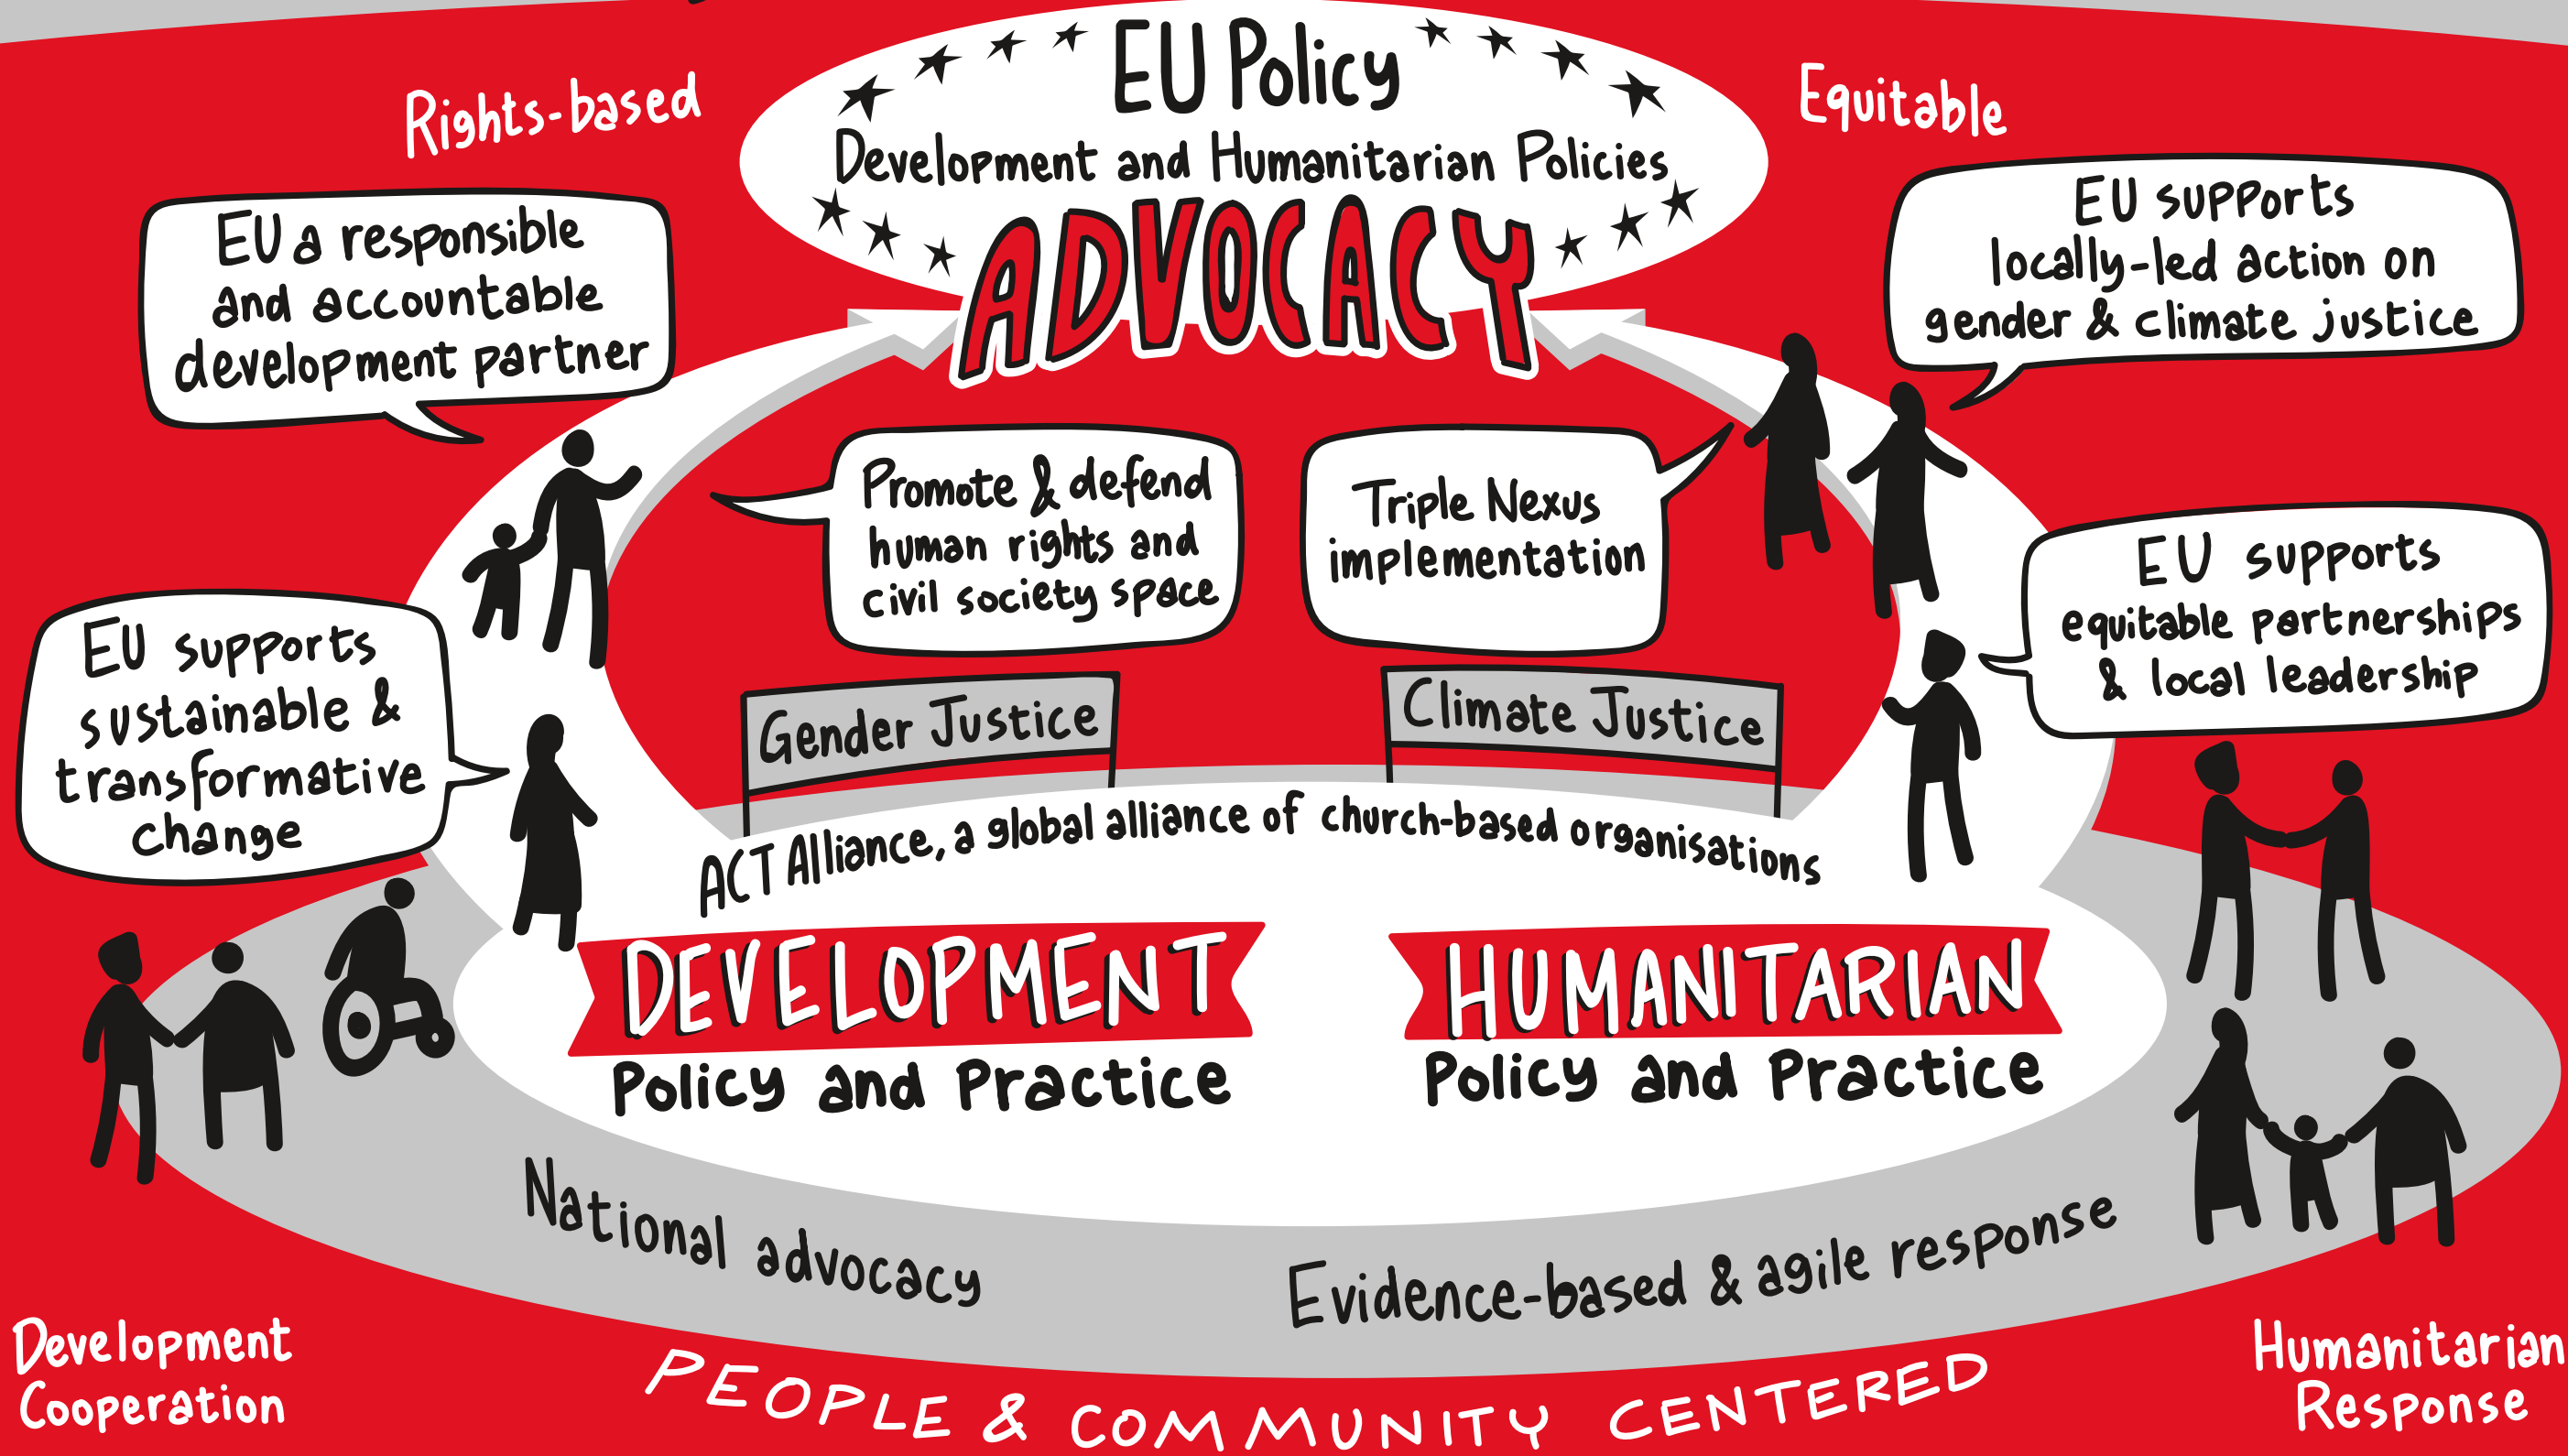 EU Policy
Development and Humanitarian Policies
ADVOCACY
Rights-based
Equitable
EU a responsible
and accountable
development partner
EU supports
locally-led action on
gender & climate justice
Promote & defend
human rights and
civil society space
Triple Nexus
implementation
EU supports
sustainable &
transformative
change
EU supports
equitable partnerships
& local leadership
Gender Justice
Climate Justice
ACT Alliance, a global alliance of church-based organisations
DEVELOPMENT
Policy and Practice
HUMANITARIAN
Policy and Practice
National advocacy
Evidence-based & agile response
Development
Cooperation
PEOPLE & COMMUNITY CENTERED
Humanitarian
Response